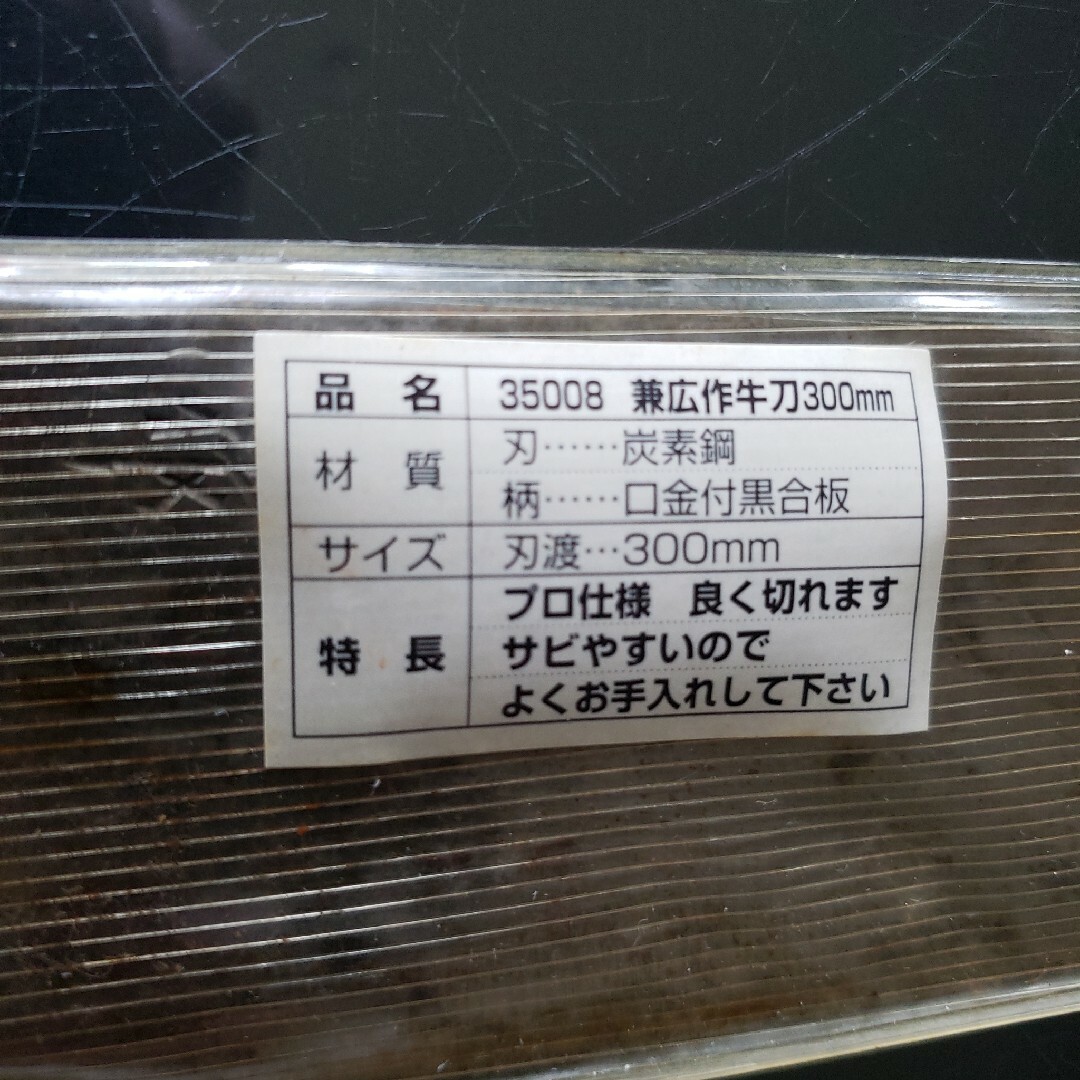 品名 35008 兼広作牛刀300mm
材質 刃……炭素鋼
柄……口金付黒合板
サイズ 刃渡…300mm
特長 プロ仕様 良く切れます
サビやすいので
よくお手入れして下さい